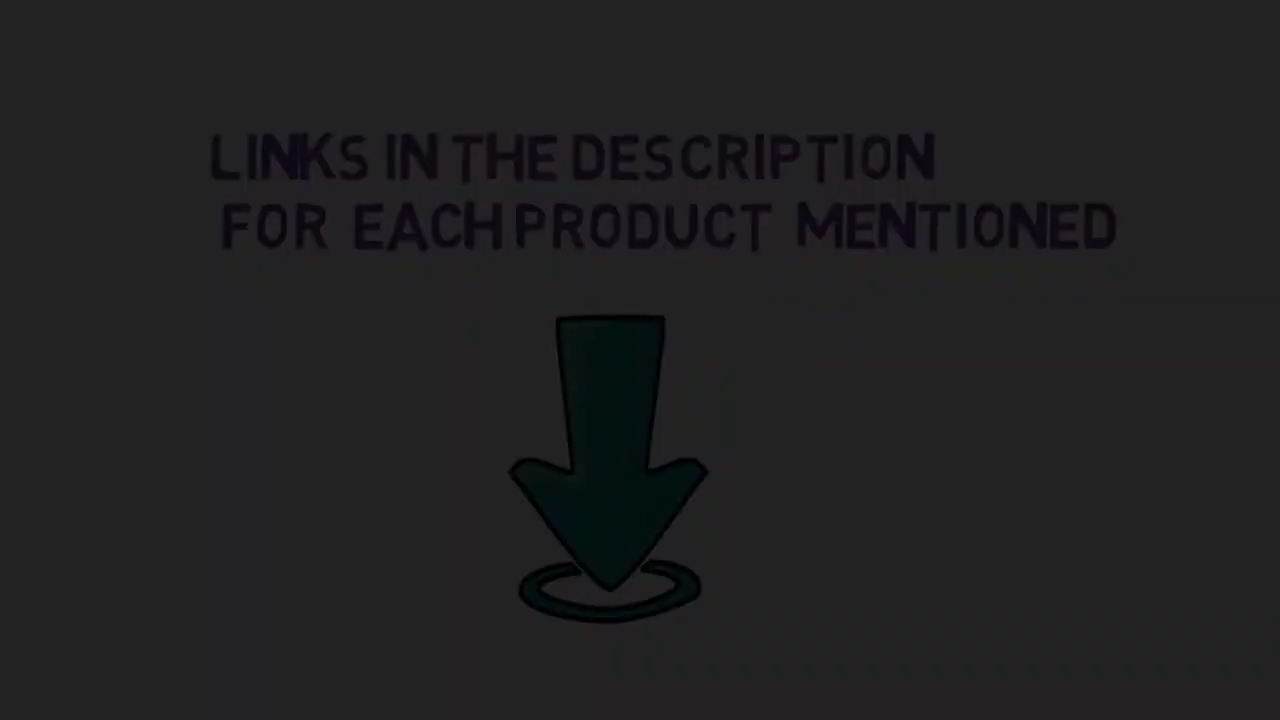 LINKS IN THE DESCRIPTION
FOR EACH PRODUCT MENTIONED